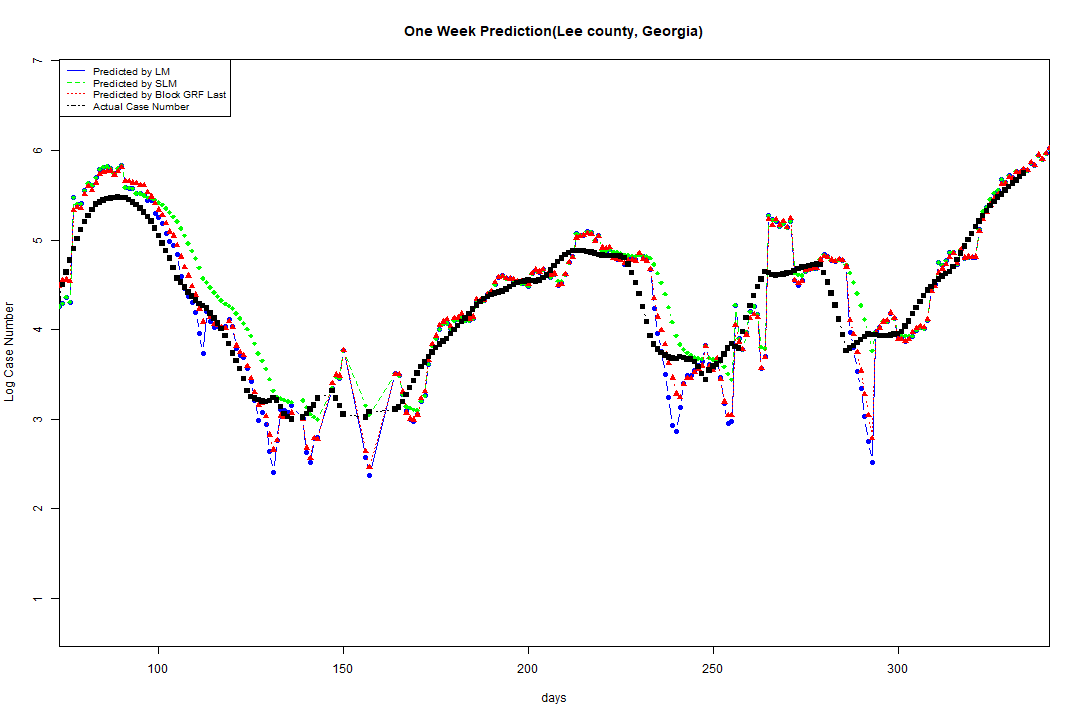 One Week Prediction(Lee county, Georgia)
7
Predicted by LM
Predicted by SLM
Predicted by Block GRF Last
Actual Case Number
6
5
4
3
2
1
Log Case Number
100 150 200 250 300
days